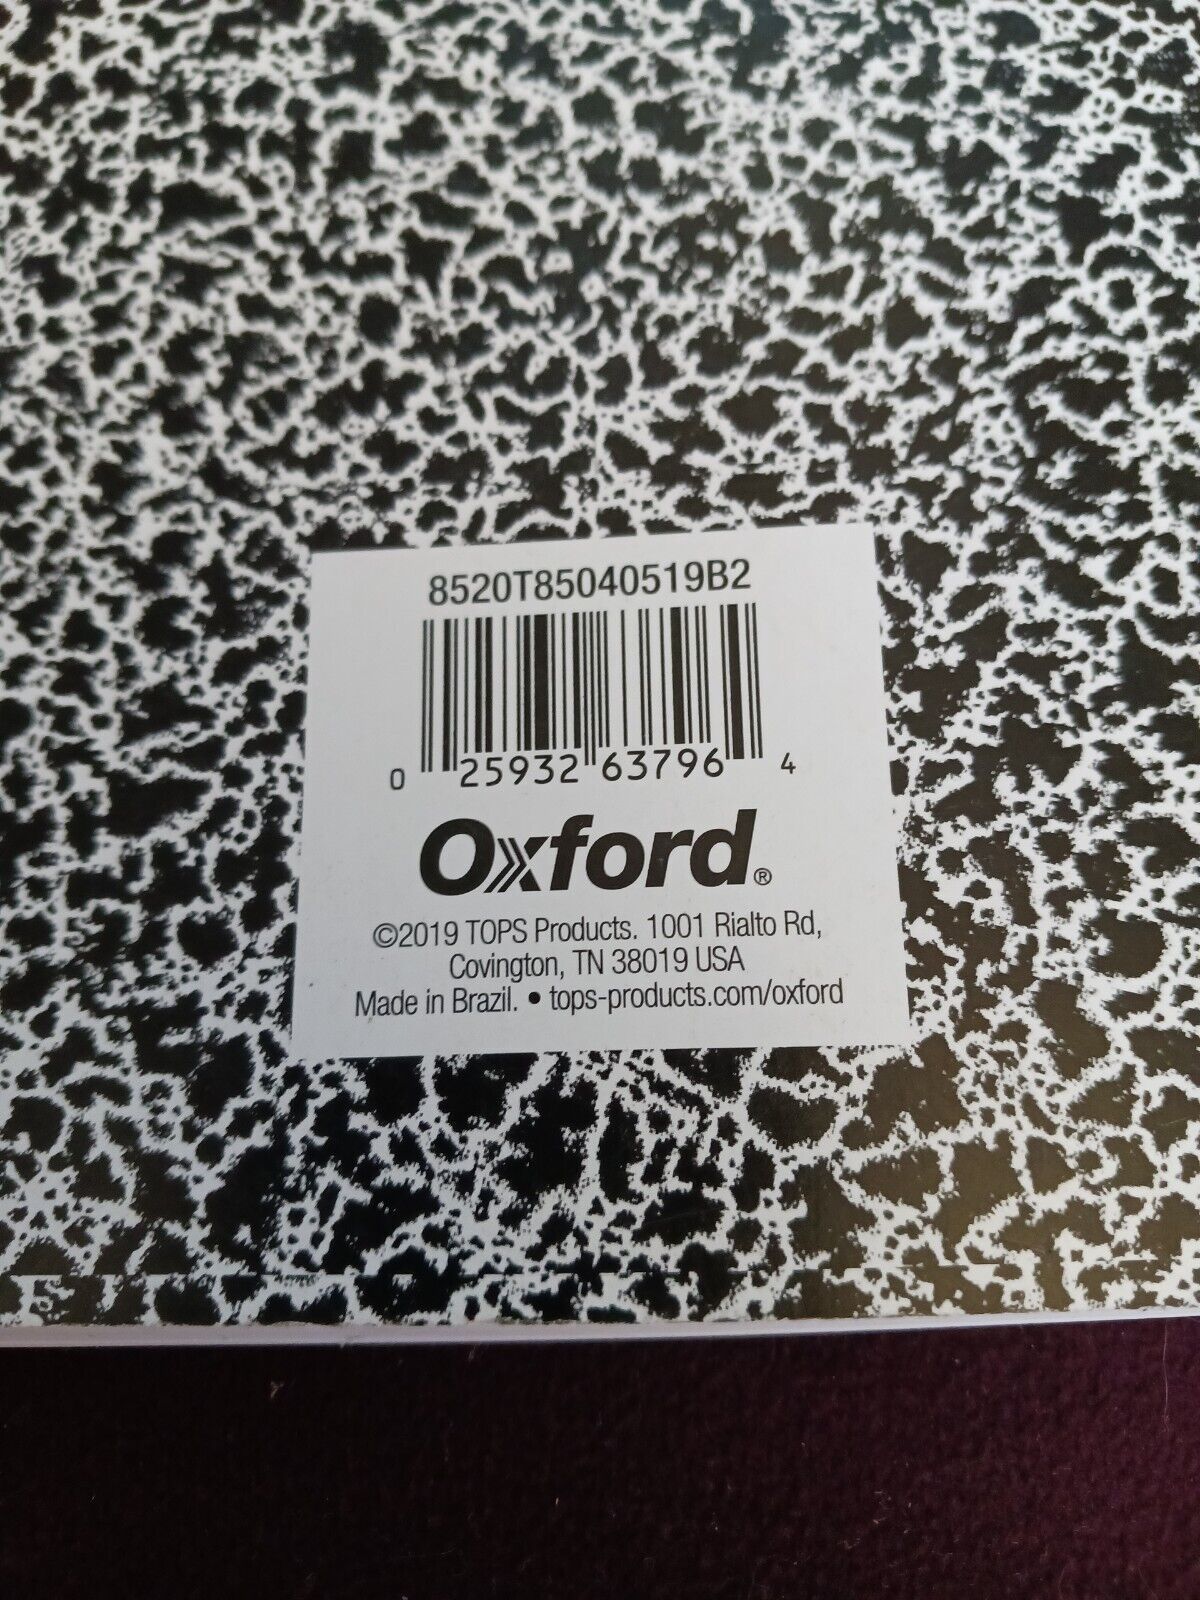 8520T85040519B2
0 25932 63796 4
Oxford®
©2019 TOPS Products. 1001 Rialto Rd,
Covington, TN 38019 USA
Made in Brazil. • tops-products.com/oxford